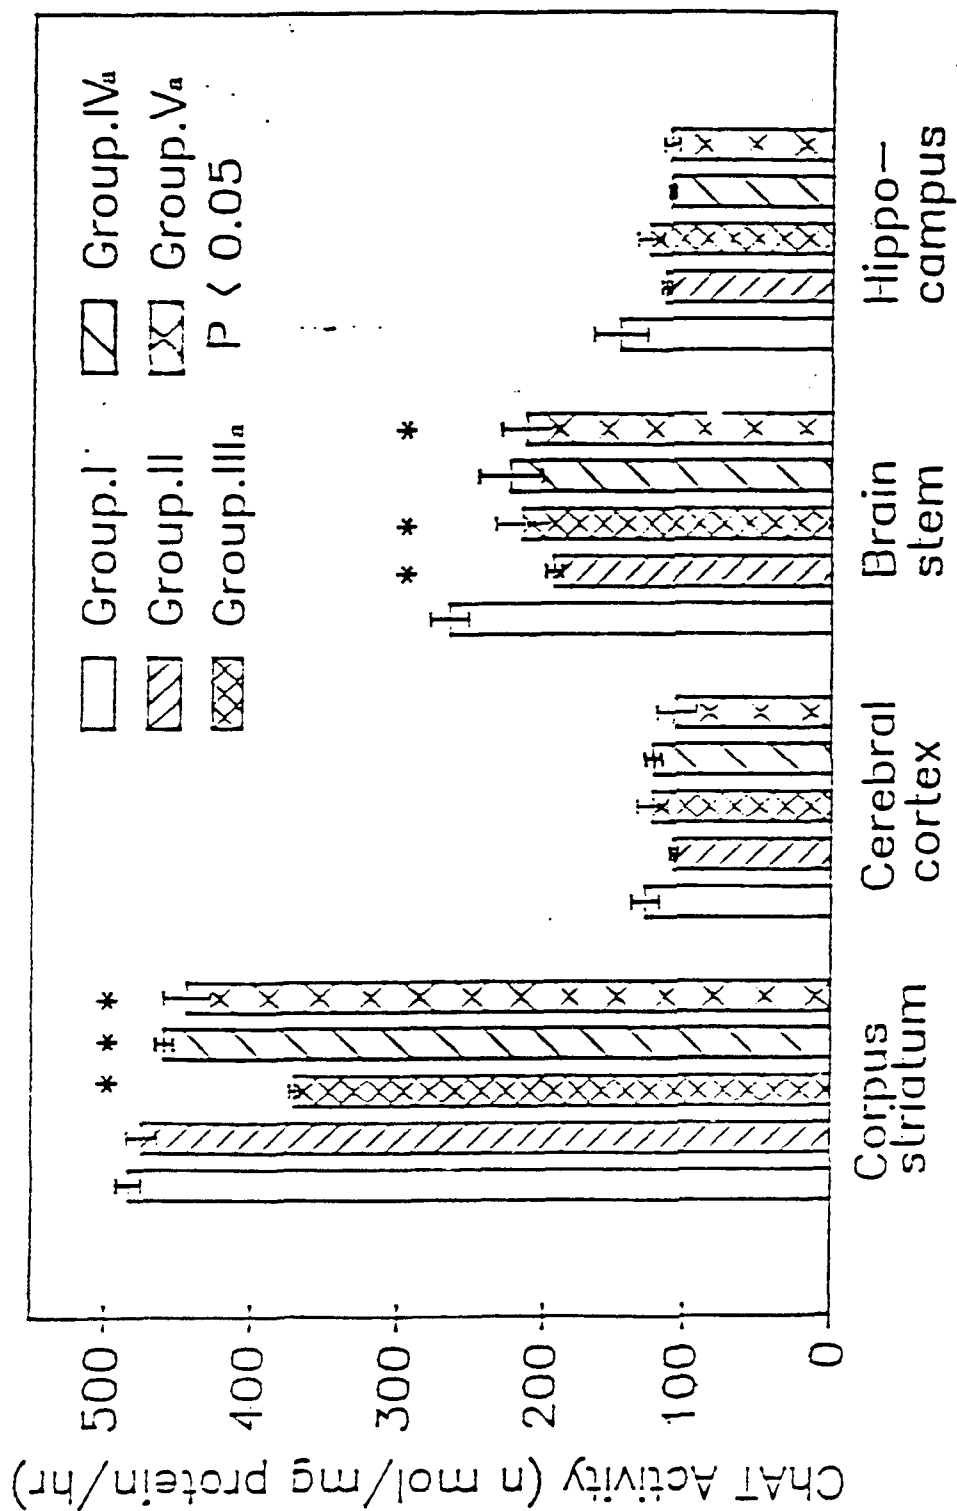 ChAT Activity (n mol/mg protein/hr)
500
400
300
200
100
0
Group.I
Group.II
Group.IIIa
Group.IVa
Group.Va
P < 0.05
* * *
* * *
Corpus
striatum
Cerebral
cortex
Brain
stem
Hippo-
campus